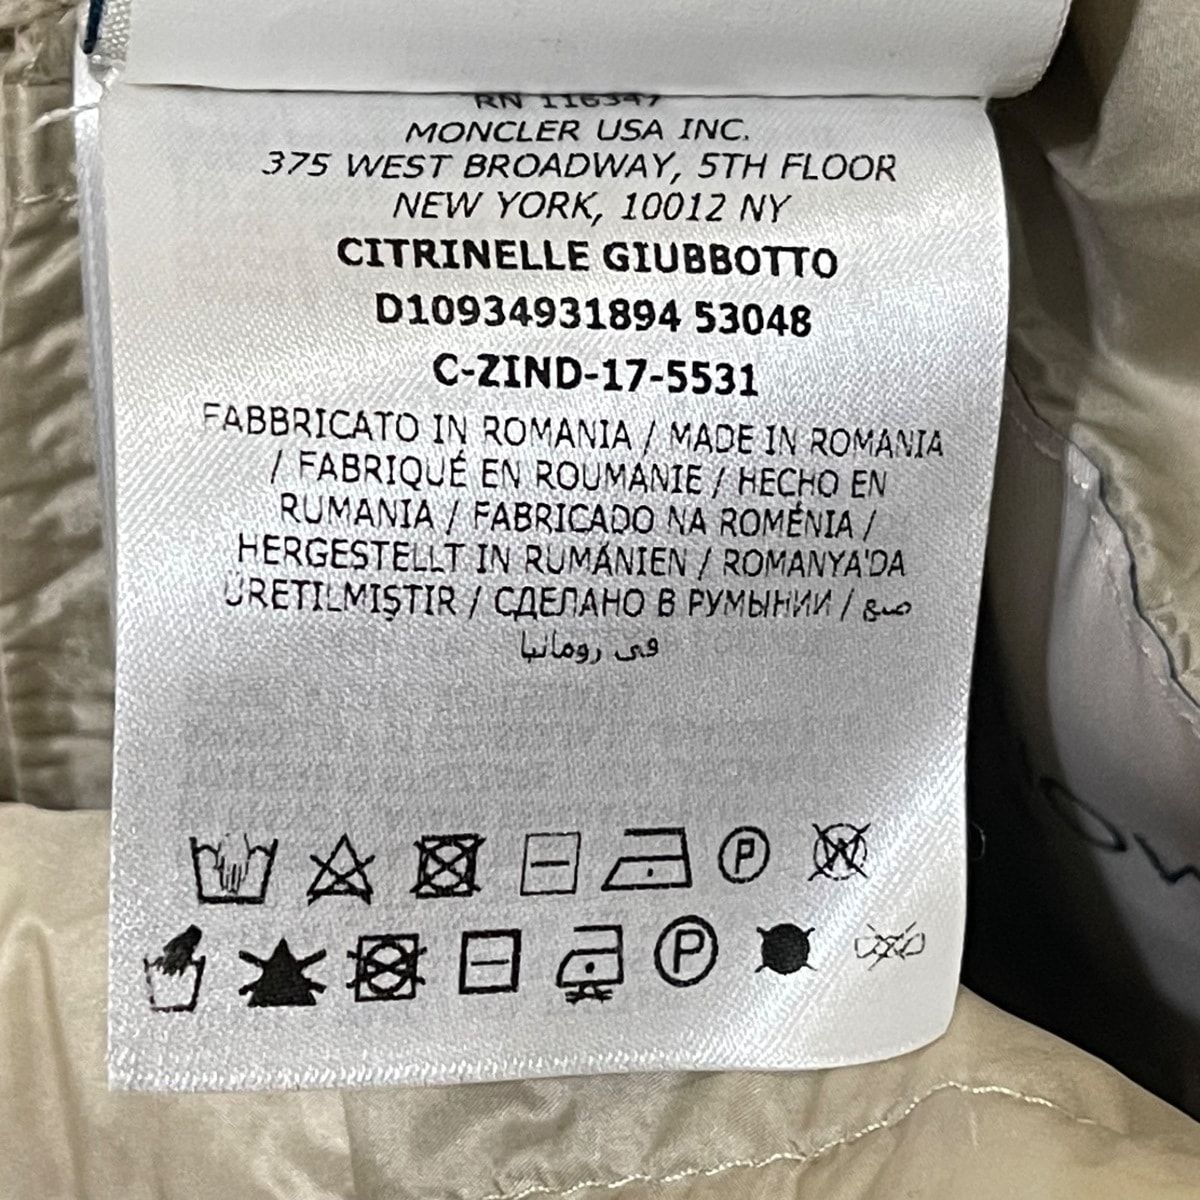 RN 116347
MONCLER USA INC.
375 WEST BROADWAY, 5TH FLOOR
NEW YORK, 10012 NY
CITRINELLE GIUBBOTTO
D10934931894 53048
C-ZIND-17-5531
FABBRICATO IN ROMANIA / MADE IN ROMANIA
/ FABRIQUÉ EN ROUMANIE / HECHO EN
RUMANIA / FABRICADO NA ROMÉNIA /
HERGESTELLT IN RUMÄNIEN / ROMANYA'DA
ÜRETILMIŞTIR / СДЕЛАНО В РУМЫНИИ / صنع
في رومانيا
P W
P